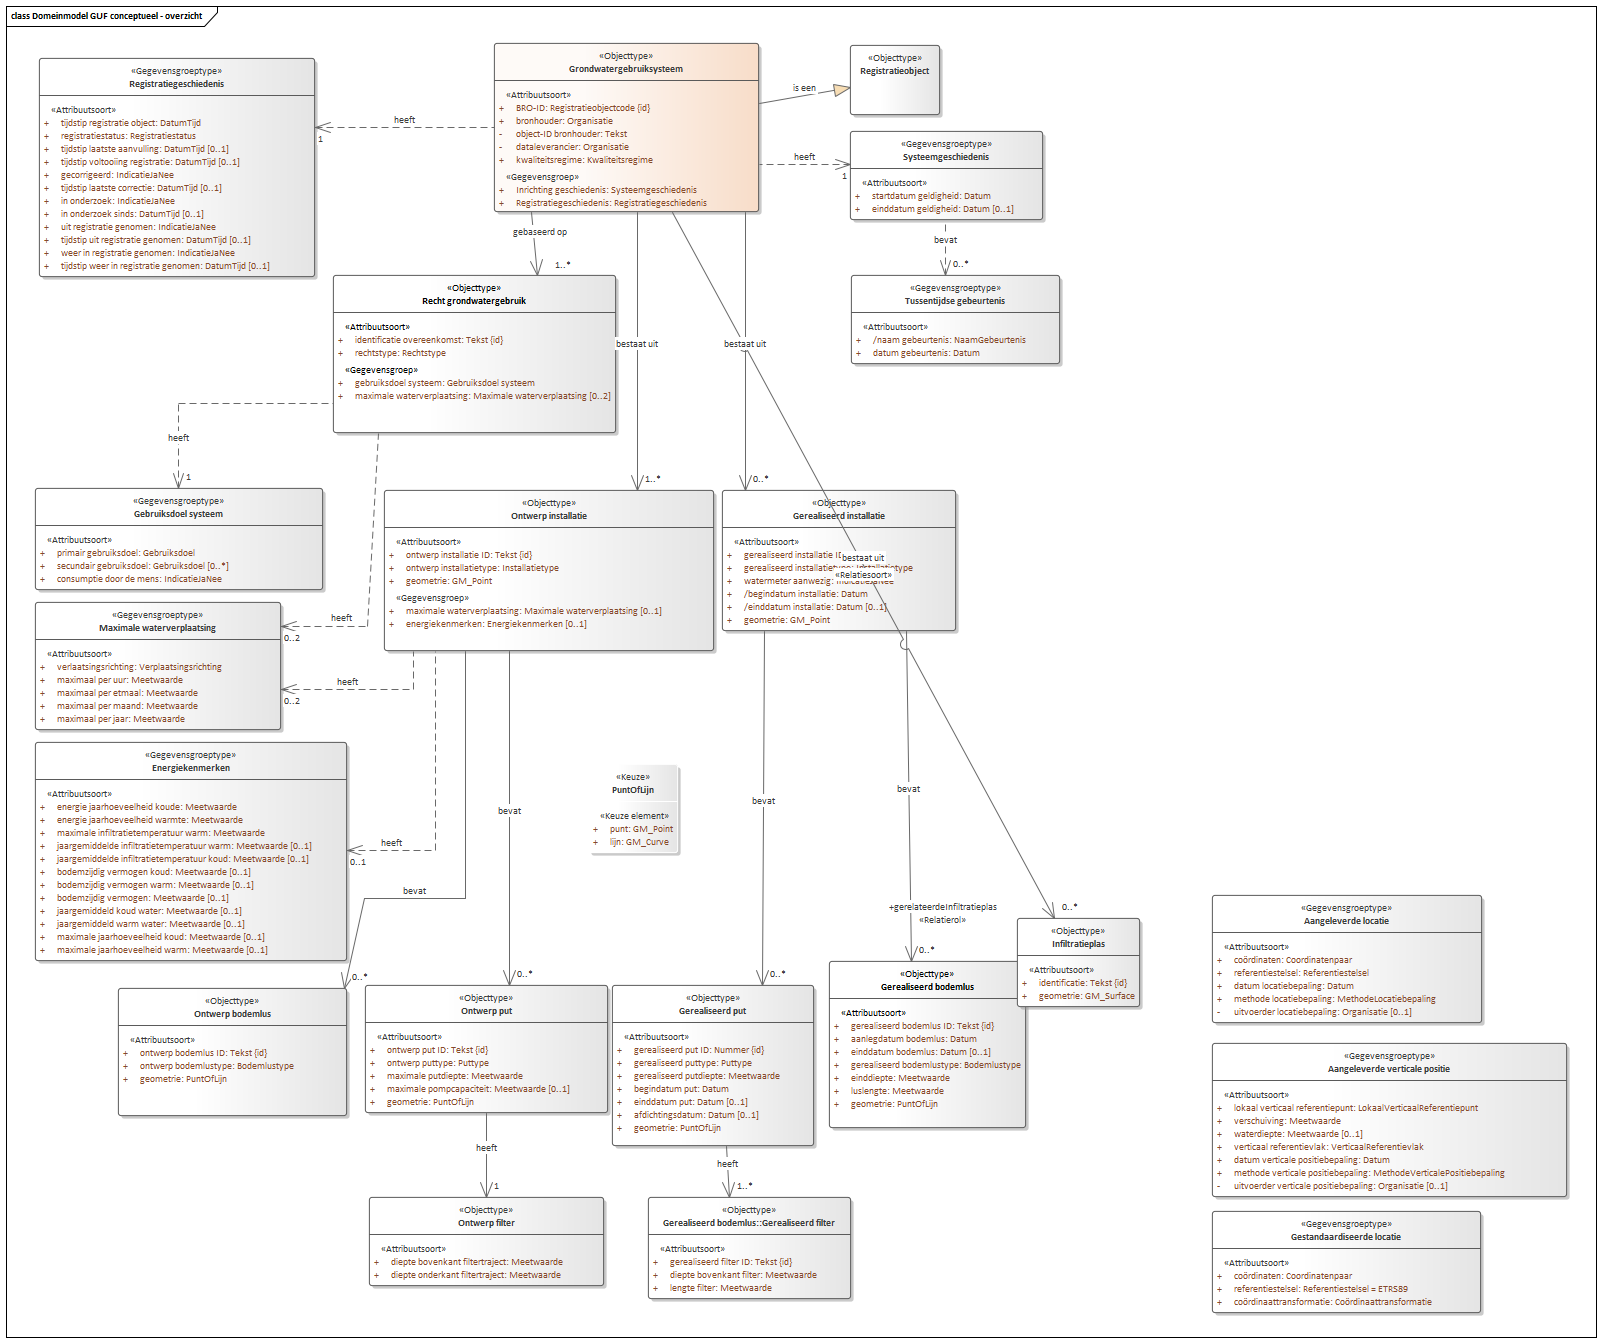 class Domeinmodel GUF conceptueel - overzicht
«Gegevensgroeptype»
Registratiegeschiedenis
«Attribuutsoort»
+ tijdstip registratie object: DatumTijd
+ registratiestatus: Registratiestatus
+ tijdstip laatste aanvulling: DatumTijd [0..1]
+ tijdstip voltooiing registratie: DatumTijd [0..1]
+ gecorrigeerd: IndicatieJaNee
+ tijdstip laatste correctie: DatumTijd [0..1]
+ in onderzoek: IndicatieJaNee
+ in onderzoek sinds: DatumTijd [0..1]
+ uit registratie genomen: IndicatieJaNee
+ tijdstip uit registratie genomen: DatumTijd [0..1]
+ weer in registratie genomen: IndicatieJaNee
+ tijdstip weer in registratie genomen: DatumTijd [0..1]
heeft
1
«Objecttype»
Grondwatergebruiksysteem
«Attribuutsoort»
+ BRO-ID: Registratieobjectcode {id}
+ bronhouder: Organisatie
- object-ID bronhouder: Tekst
- dataleverancier: Organisatie
+ kwaliteitsregime: Kwaliteitsregime
«Gegevensgroep»
+ Inrichting geschiedenis: Systeemgeschiedenis
+ Registratiegeschiedenis: Registratiegeschiedenis
is een
«Objecttype»
Registratieobject
heeft
1
«Gegevensgroeptype»
Systeemgeschiedenis
«Attribuutsoort»
+ startdatum geldigheid: Datum
+ einddatum geldigheid: Datum [0..1]
bevat
0..*
«Gegevensgroeptype»
Tussentijdse gebeurtenis
«Attribuutsoort»
+ /naam gebeurtenis: NaamGebeurtenis
+ datum gebeurtenis: Datum
gebaseerd op
1..*
«Objecttype»
Recht grondwatergebruik
«Attribuutsoort»
+ identificatie overeenkomst: Tekst {id}
+ rechtstype: Rechtstype
«Gegevensgroep»
+ gebruiksdoel systeem: Gebruiksdoel systeem
+ maximale waterverplaatsing: Maximale waterverplaatsing [0..2]
bestaat uit
1..*
bestaat uit
0..*
heeft
1
«Gegevensgroeptype»
Gebruiksdoel systeem
«Attribuutsoort»
+ primair gebruiksdoel: Gebruiksdoel
+ secundair gebruiksdoel: Gebruiksdoel [0..*]
+ consumptie door de mens: IndicatieJaNee
«Objecttype»
Ontwerp installatie
«Attribuutsoort»
+ ontwerp installatie ID: Tekst {id}
+ ontwerp installatietype: Installatietype
+ geometrie: GM_Point
«Gegevensgroep»
+ maximale waterverplaatsing: Maximale waterverplaatsing [0..1]
+ energiekenmerken: Energiekenmerken [0..1]
«Objecttype»
Gerealiseerd installatie
«Attribuutsoort»
+ gerealiseerd installatie
+ gerealiseerd installatietype: Installatietype
+ watermeter aanwezig: IndicatieJaNee
+ /begindatum installatie: Datum
+ /einddatum installatie: Datum [0..1]
+ geometrie: GM_Point
bestaat uit
«Relatiesoort»
«Gegevensgroeptype»
Maximale waterverplaatsing
«Attribuutsoort»
+ verlaatsingsrichting: Verplaatsingsrichting
+ maximaal per uur: Meetwaarde
+ maximaal per etmaal: Meetwaarde
+ maximaal per maand: Meetwaarde
+ maximaal per jaar: Meetwaarde
heeft
0..2
heeft
0..2
«Gegevensgroeptype»
Energiekenmerken
«Attribuutsoort»
+ energie jaarhoeveelheid koude: Meetwaarde
+ energie jaarhoeveelheid warmte: Meetwaarde
+ maximale infiltratietemperatuur warm: Meetwaarde
+ jaargemiddelde infiltratietemperatuur warm: Meetwaarde [0..1]
+ jaargemiddelde infiltratietemperatuur koud: Meetwaarde [0..1]
+ bodemzijdig vermogen koud: Meetwaarde [0..1]
+ bodemzijdig vermogen warm: Meetwaarde [0..1]
+ bodemzijdig vermogen: Meetwaarde [0..1]
+ jaargemiddeld koud water: Meetwaarde [0..1]
+ jaargemiddeld warm water: Meetwaarde [0..1]
+ maximale jaarhoeveelheid koud: Meetwaarde [0..1]
+ maximale jaarhoeveelheid warm: Meetwaarde [0..1]
heeft
0..1
bevat
0..*
bevat
0..*
«Keuze»
PuntOfLijn
«Keuze element»
+ punt: GM_Point
+ lijn: GM_Curve
bevat
0..*
bevat
+gerelateerdeInfiltratieplas
«Relatierol»
0..*
0..*
«Objecttype»
Infiltratieplas
«Attribuutsoort»
+ identificatie: Tekst {id}
+ geometrie: GM_Surface
«Objecttype»
Ontwerp bodemlus
«Attribuutsoort»
+ ontwerp bodemlus ID: Tekst {id}
+ ontwerp bodemlustype: Bodemlustype
+ geometrie: PuntOfLijn
«Objecttype»
Ontwerp put
«Attribuutsoort»
+ ontwerp put ID: Tekst {id}
+ ontwerp puttype: Puttype
+ maximale putdiepte: Meetwaarde
+ maximale pompcapaciteit: Meetwaarde [0..1]
+ geometrie: PuntOfLijn
«Objecttype»
Gerealiseerd put
«Attribuutsoort»
+ gerealiseerd put ID: Nummer {id}
+ gerealiseerd puttype: Puttype
+ gerealiseerd putdiepte: Meetwaarde
+ begindatum put: Datum
+ einddatum put: Datum [0..1]
+ afdichtingsdatum: Datum [0..1]
+ geometrie: PuntOfLijn
«Objecttype»
Gerealiseerd bodemlus
«Attribuutsoort»
+ gerealiseerd bodemlus ID: Tekst {id}
+ aanlegdatum bodemlus: Datum
+ einddatum bodemlus: Datum [0..1]
+ gerealiseerd bodemlustype: Bodemlustype
+ einddiepte: Meetwaarde
+ luslengte: Meetwaarde
+ geometrie: PuntOfLijn
heeft
1
«Objecttype»
Ontwerp filter
«Attribuutsoort»
+ diepte bovenkant filtertraject: Meetwaarde
+ diepte onderkant filtertraject: Meetwaarde
heeft
1..*
«Objecttype»
Gerealiseerd bodemlus::Gerealiseerd filter
«Attribuutsoort»
+ gerealiseerd filter ID: Tekst {id}
+ diepte bovenkant filter: Meetwaarde
+ lengte filter: Meetwaarde
«Gegevensgroeptype»
Aangeleverde locatie
«Attribuutsoort»
+ coördinaten: Coordinatenpaar
+ referentiestelsel: Referentiestelsel
+ datum locatiebepaling: Datum
+ methode locatiebepaling: MethodeLocatiebepaling
- uitvoerder locatiebepaling: Organisatie [0..1]
«Gegevensgroeptype»
Aangeleverde verticale positie
«Attribuutsoort»
+ lokaal verticaal referentiepunt: LokaalVerticaalReferentiepunt
+ verschuiving: Meetwaarde
+ waterdiepte: Meetwaarde [0..1]
+ verticaal referentievlak: VerticaalReferentievlak
+ datum verticale positiebepaling: Datum
+ methode verticale positiebepaling: MethodeVerticalePositiebepaling
- uitvoerder verticale positiebepaling: Organisatie [0..1]
«Gegevensgroeptype»
Gestandaardiseerde locatie
«Attribuutsoort»
+ coördinaten: Coordinatenpaar
+ referentiestelsel: Referentiestelsel = ETRS89
+ coördinaattransformatie: Coördinaattransformatie